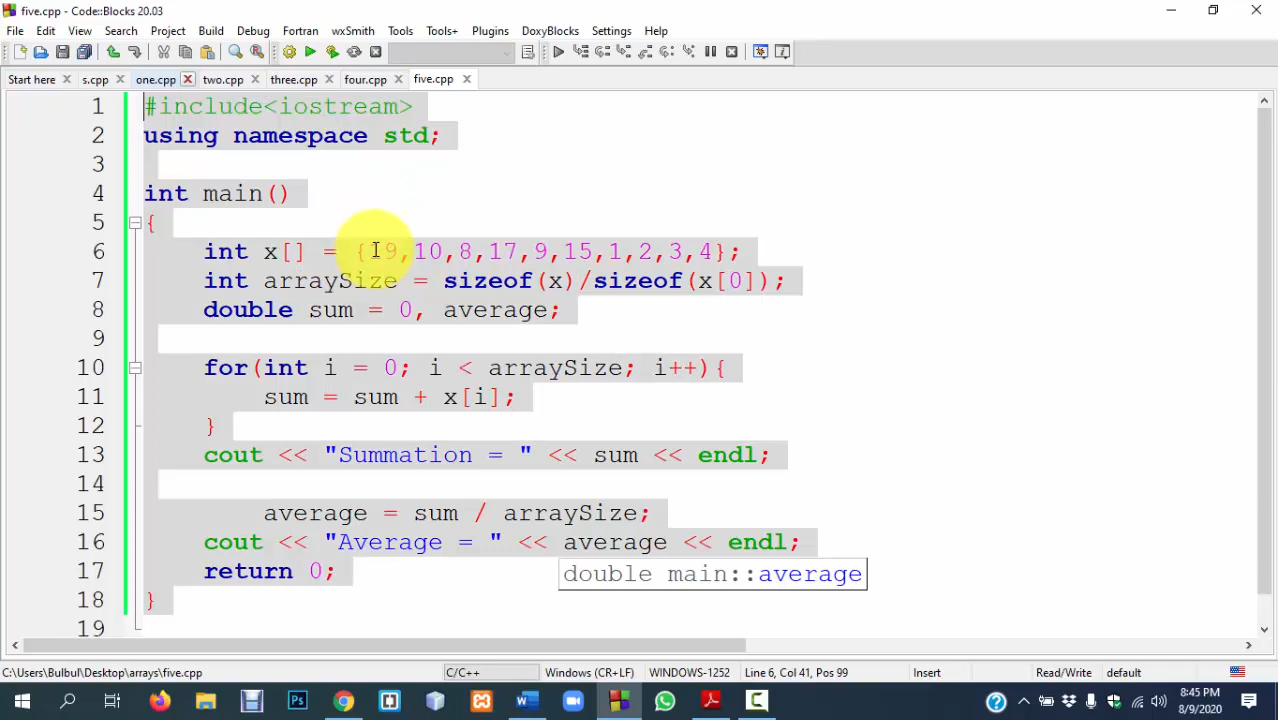 five.cpp - Code::Blocks 20.03
File Edit View Search Project Build Debug Fortran wxSmith Tools Tools+ Plugins DoxyBlocks Settings Help
Start here s.cpp one.cpp two.cpp three.cpp four.cpp five.cpp
1 #include<iostream>
2 using namespace std;
3
4 int main()
5 {
6 int x[] = { 9,10,8,17,9,15,1,2,3,4};
7 int arraySize = sizeof(x)/sizeof(x[0]);
8 double sum = 0, average;
9
10 for(int i = 0; i < arraySize; i++){
11 sum = sum + x[i];
12 }
13 cout << "Summation = " << sum << endl;
14
15 average = sum / arraySize;
16 cout << "Average = " << average << endl;
17 return 0;
double main::average
18 }
19
C:\Users\Bulbul\Desktop\arrays\five.cpp C/C++ Windows (CR+LF) WINDOWS-1252 Line 6, Col 41, Pos 99 Insert Read/Write default
8:45 PM
8/9/2020